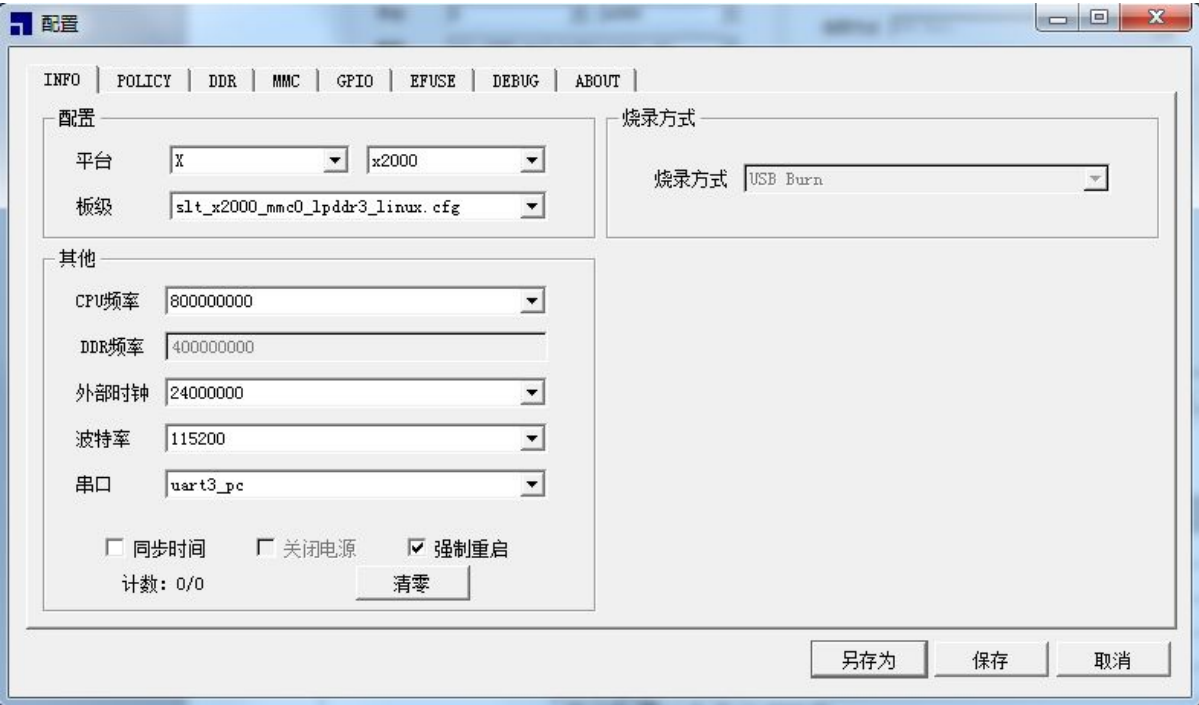 配置
INFO POLICY DDR MMC GPIO EFUSE DEBUG ABOUT
配置
平台 X x2000
板级 slt_x2000_mmc0_lpddr3_linux.cfg
烧录方式
烧录方式 USB Burn
其他
CPU频率 800000000
DDR频率 400000000
外部时钟 24000000
波特率 115200
串口 uart3_pc
同步时间 关闭电源 强制重启
计数: 0/0 清零
另存为 保存 取消